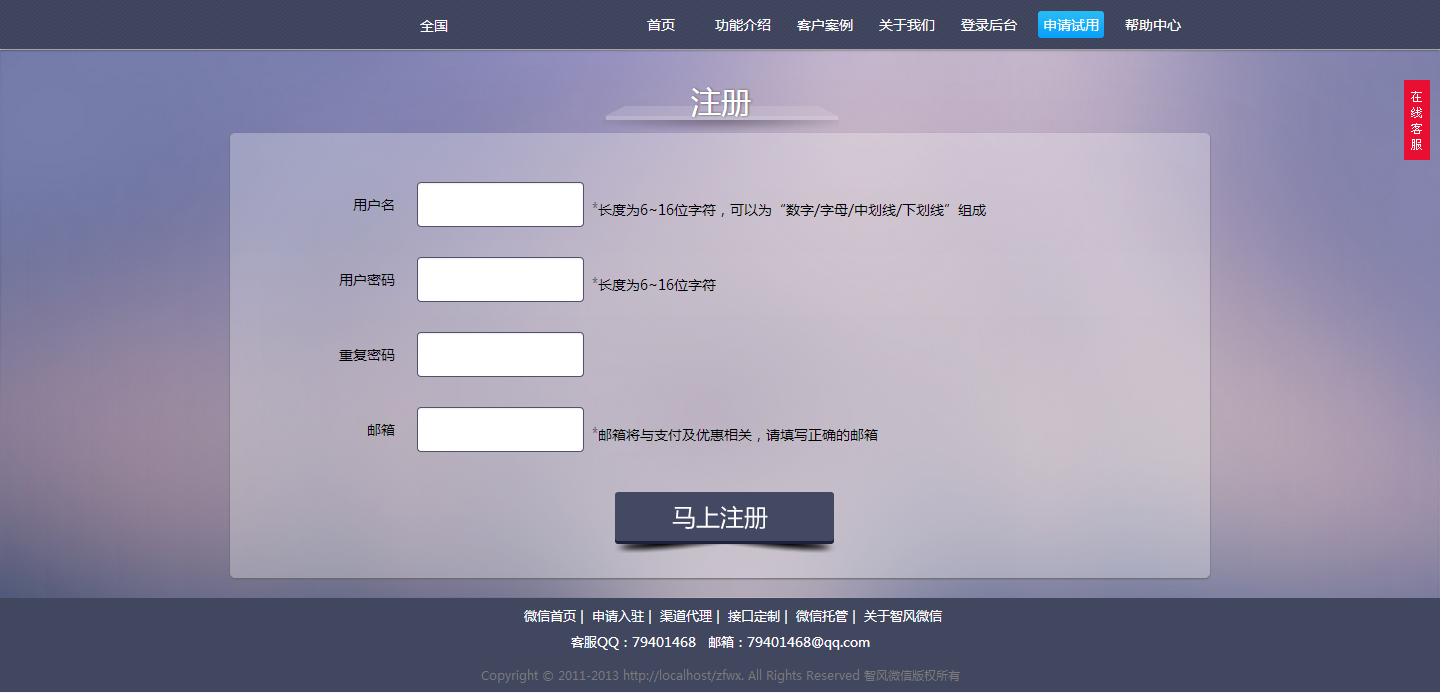 全国 首页 功能介绍 客户案例 关于我们 登录后台 申请试用 帮助中心
注册
在线客服
用户名 *长度为6~16位字符，可以为“数字/字母/中划线/下划线”组成
用户密码 *长度为6~16位字符
重复密码
邮箱 *邮箱将与支付及优惠相关，请填写正确的邮箱
马上注册
微信首页 | 申请入驻 | 渠道代理 | 接口定制 | 微信托管 | 关于智风微信
客服QQ：79401468 邮箱：79401468@qq.com
Copyright © 2011-2013 http://localhost/zfwx. All Rights Reserved 智风微信版权所有